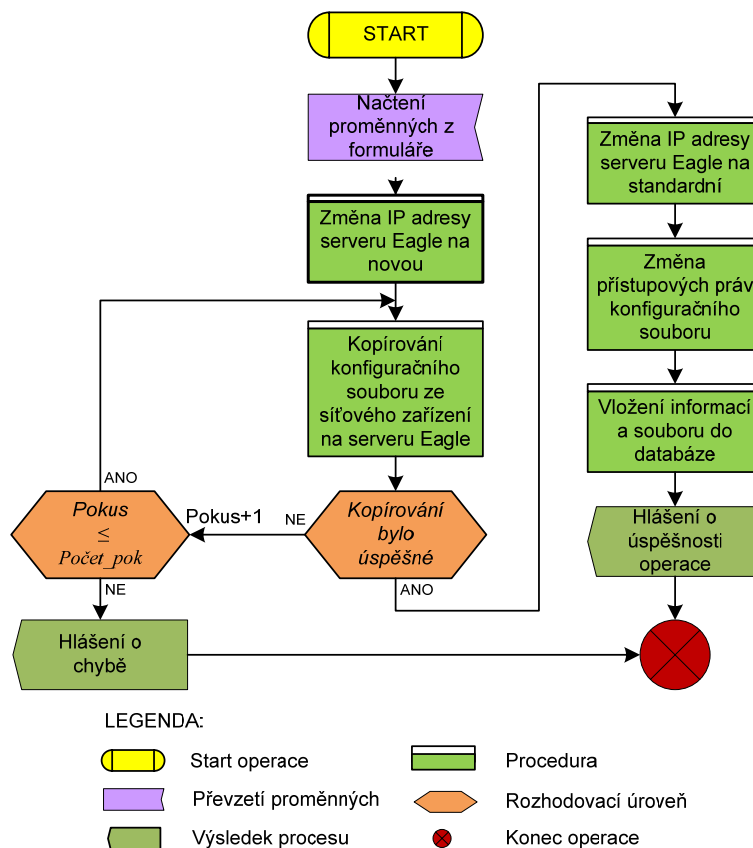 START
Načtení
proměnných z
formuláře
Změna IP adresy
serveru Eagle na
novou
Kopírování
konfiguračního
souboru ze
síťového zařízení
na serveru Eagle
Kopírování
bylo
úspěšné
NE
ANO
Pokus+1
Pokus
≤
Počet_pok
ANO
NE
Hlášení o
chybě
Změna IP adresy
serveru Eagle na
standardní
Změna
přístupových práv
konfiguračního
souboru
Vložení informací
a souboru do
databáze
Hlášení o
úspěšnosti
operace
LEGENDA:
Start operace
Převzetí proměnných
Výsledek procesu
Procedura
Rozhodovací úroveň
Konec operace